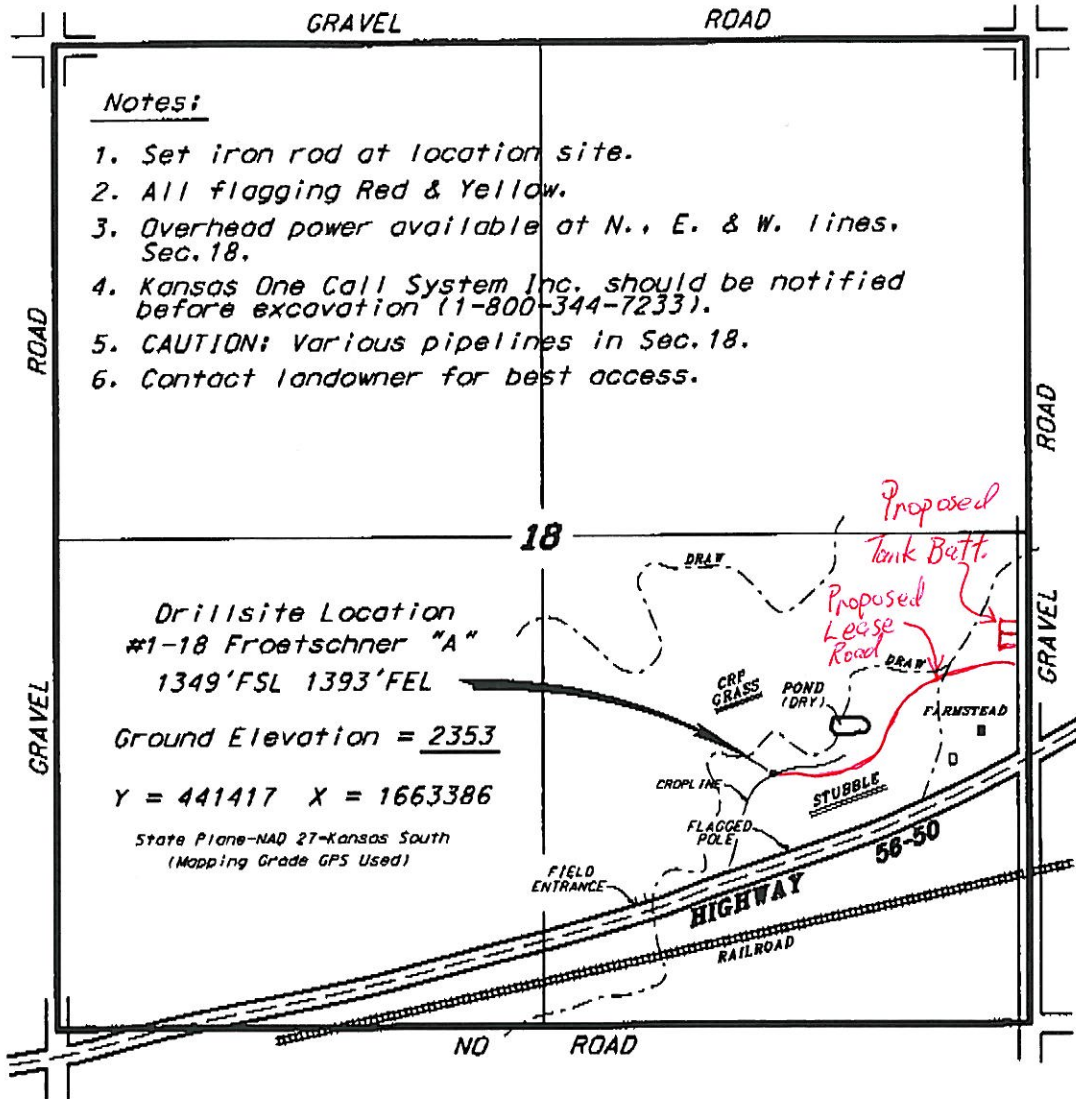 GRAVEL ROAD
Notes:
1. Set iron rod at location site.
2. All flagging Red & Yellow.
3. Overhead power available at N., E. & W. lines,
Sec. 18.
4. Kansas One Call System Inc. should be notified
before excavation (1-800-344-7233).
5. CAUTION: Various pipelines in Sec. 18.
6. Contact landowner for best access.
ROAD
ROAD
18
Proposed
Tank Batt.
DRAW
Drillsite Location
#1-18 Froetschner "A"
1349'FSL 1393'FEL
Proposed
Lease
Road
DRAW
GRAVEL
CRP
GRASS
POND
(DRY)
FARMSTEAD
GRAVEL
Ground Elevation = 2353
Y = 441417 X = 1663386
State Plane-NAD 27-Kansas South
(Mapping Grade GPS Used)
CROPLINE
STUBBLE
FLAGGED
POLE
56-50
FIELD
ENTRANCE
HIGHWAY
RAILROAD
NO ROAD